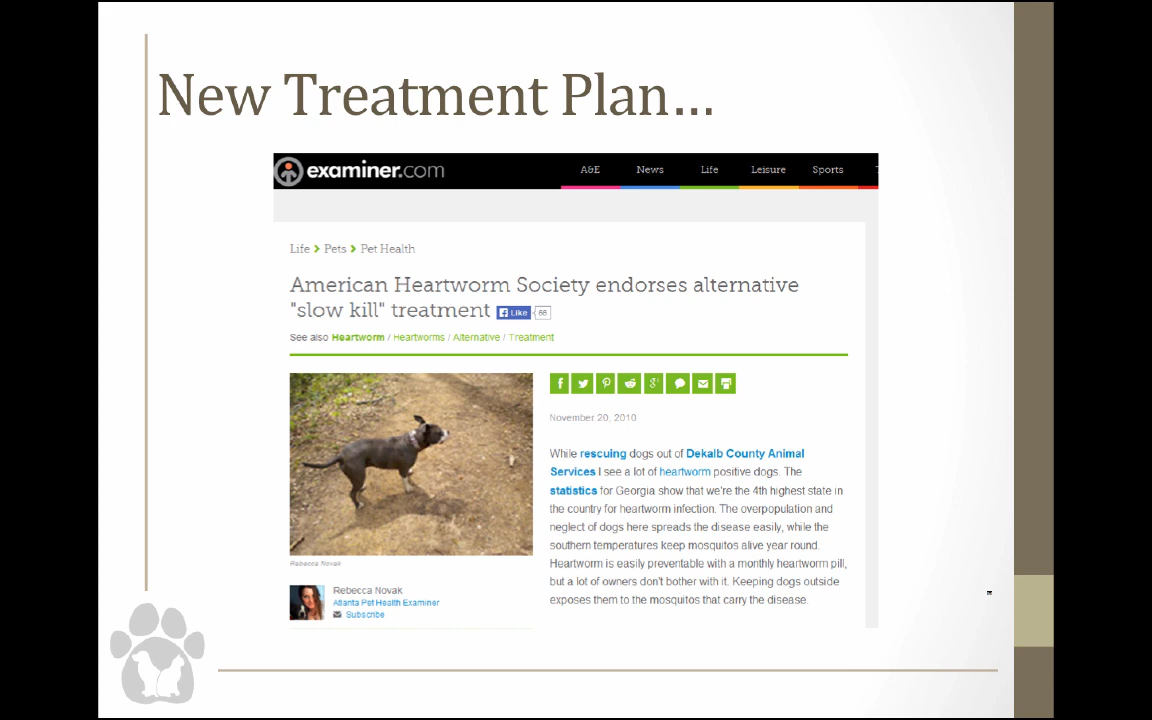 New Treatment Plan...
examiner.com
A&E News Life Leisure Sports
Life > Pets > Pet Health
American Heartworm Society endorses alternative
"slow kill" treatment Like 66
See also Heartworm / Heartworms / Alternative / Treatment
November 20, 2010
While rescuing dogs out of Dekalb County Animal
Services I see a lot of heartworm positive dogs. The
statistics for Georgia show that we're the 4th highest state in
the country for heartworm infection. The overpopulation and
neglect of dogs here spreads the disease easily, while the
southern temperatures keep mosquitos alive year round.
Heartworm is easily preventable with a monthly heartworm pill,
but a lot of owners don't bother with it. Keeping dogs outside
exposes them to the mosquitos that carry the disease.
Rebecca Novak
Rebecca Novak
Atlanta Pet Health Examiner
Subscribe